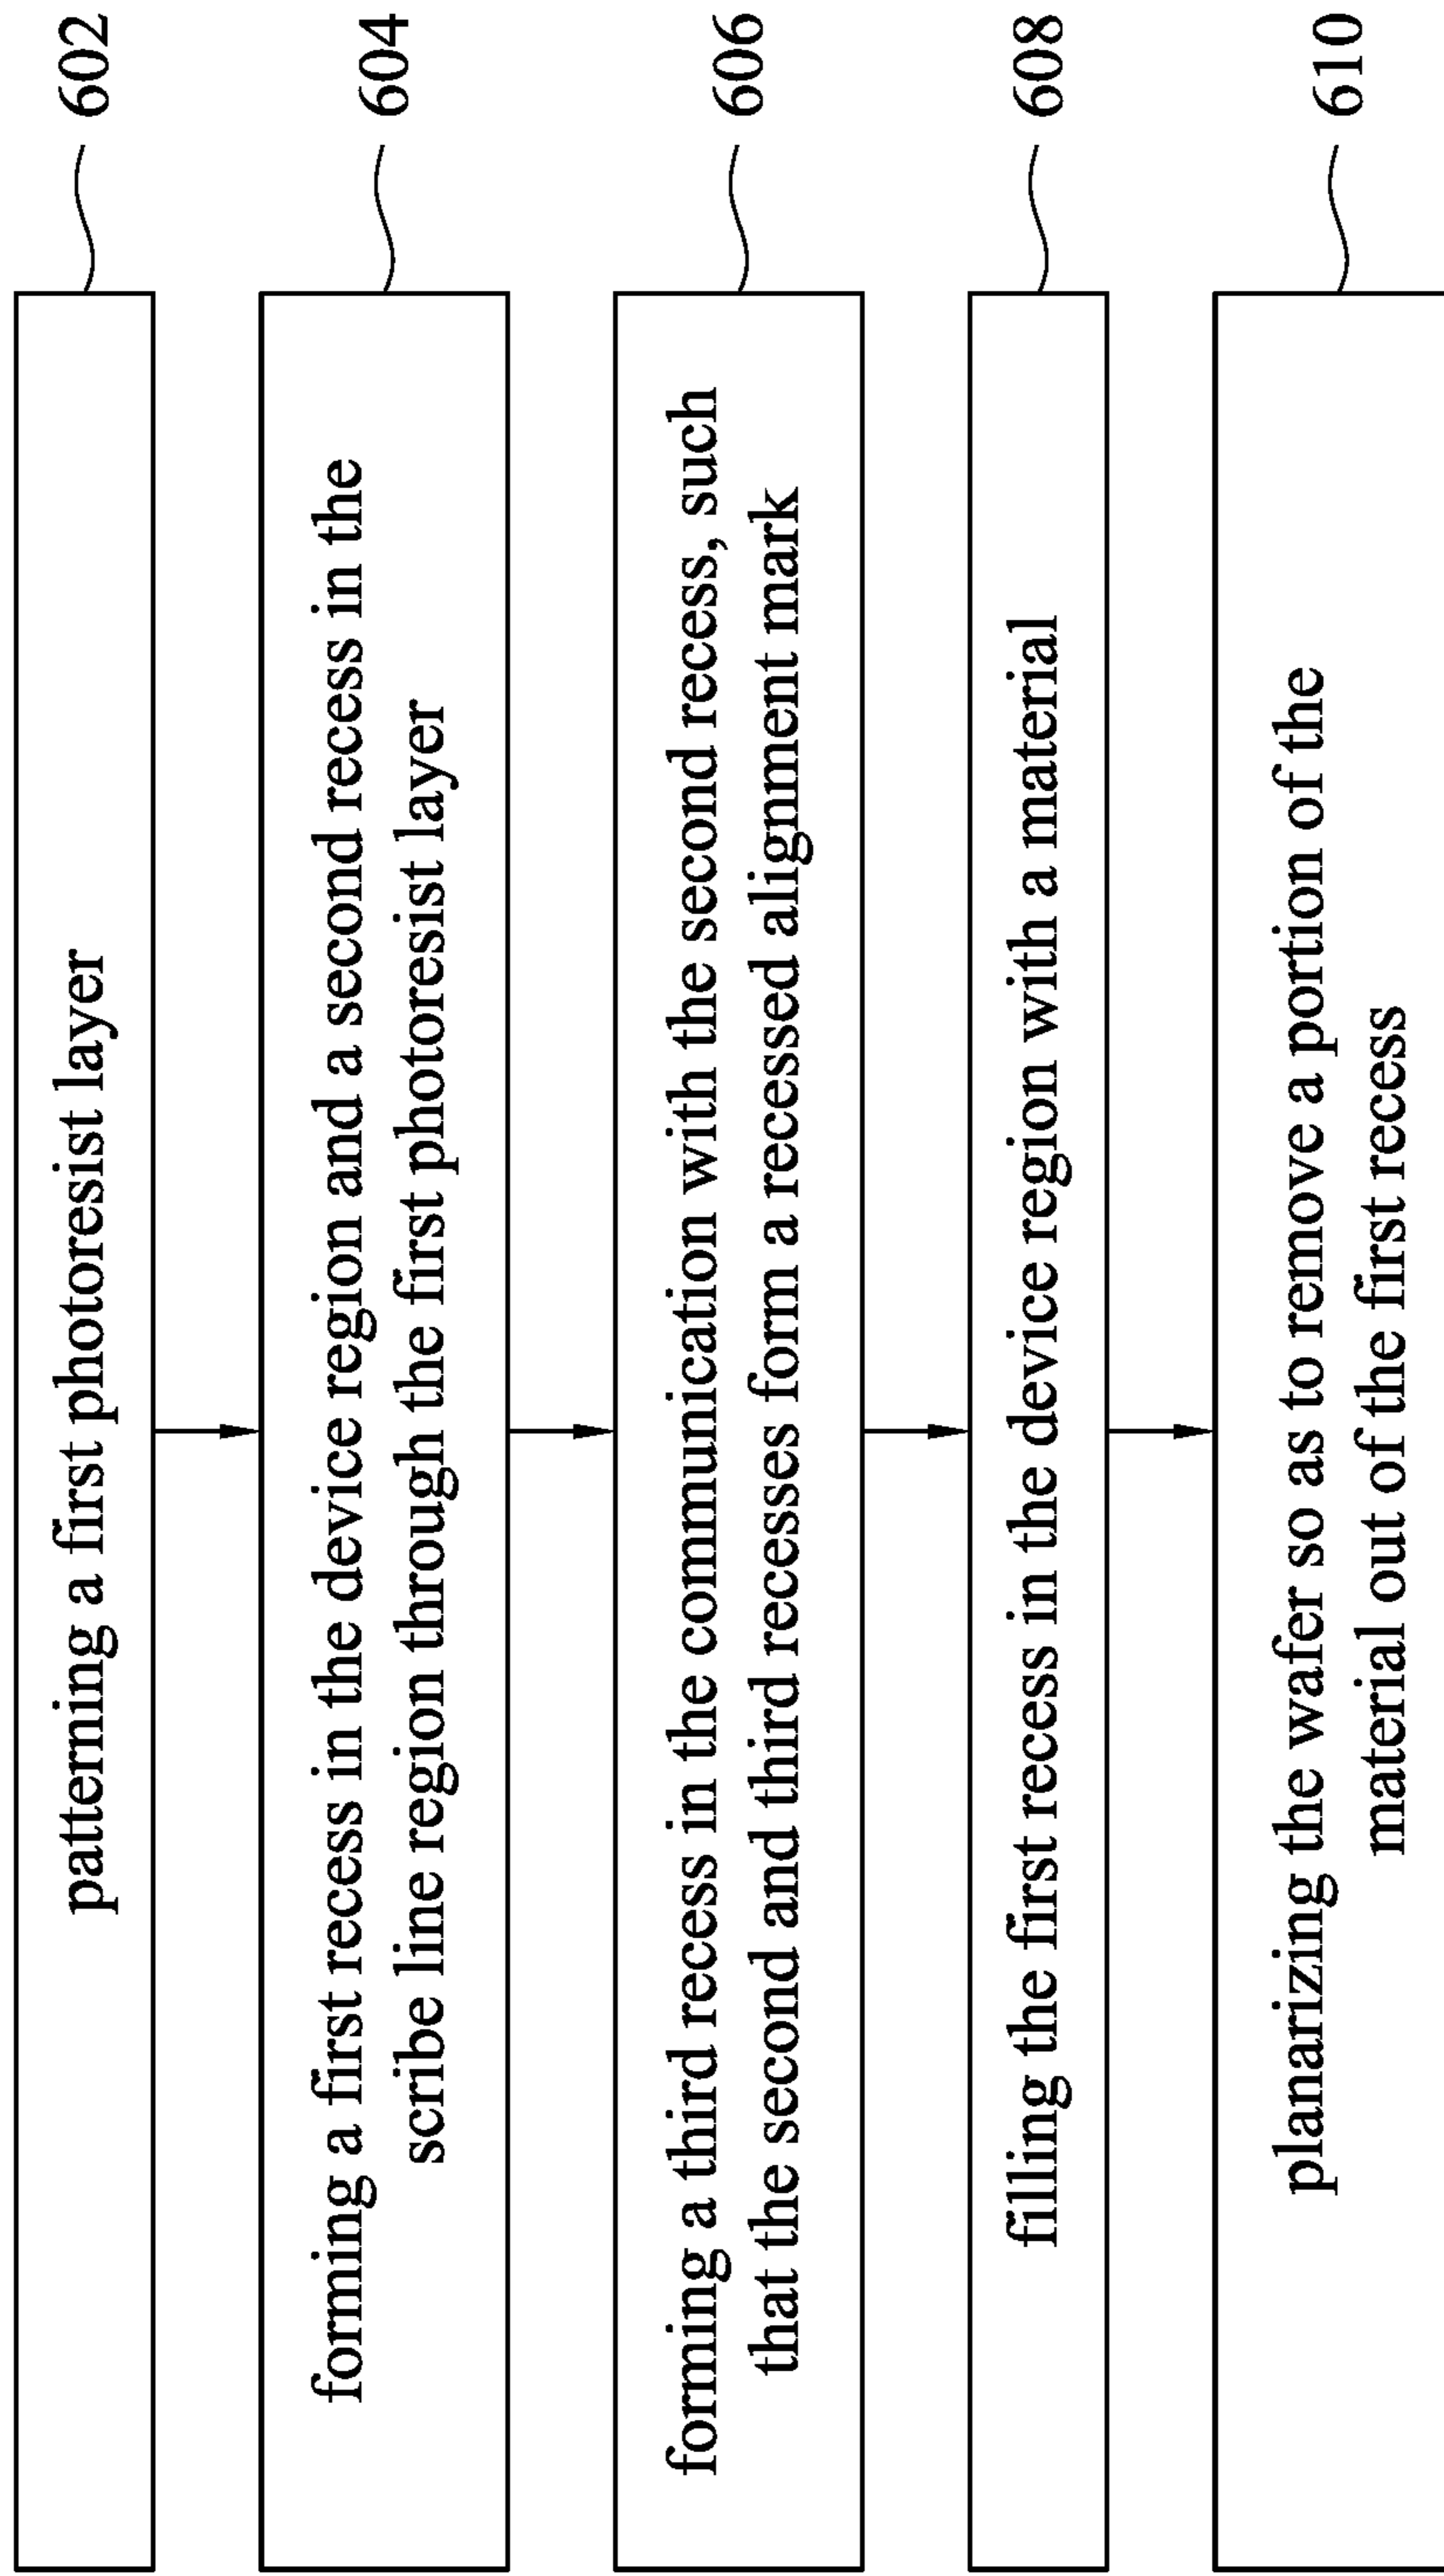 patterning a first photoresist layer
602
forming a first recess in the device region and a second recess in the
scribe line region through the first photoresist layer
604
forming a third recess in the communication with the second recess, such
that the second and third recesses form a recessed alignment mark
606
filling the first recess in the device region with a material
608
planarizing the wafer so as to remove a portion of the
material out of the first recess
610